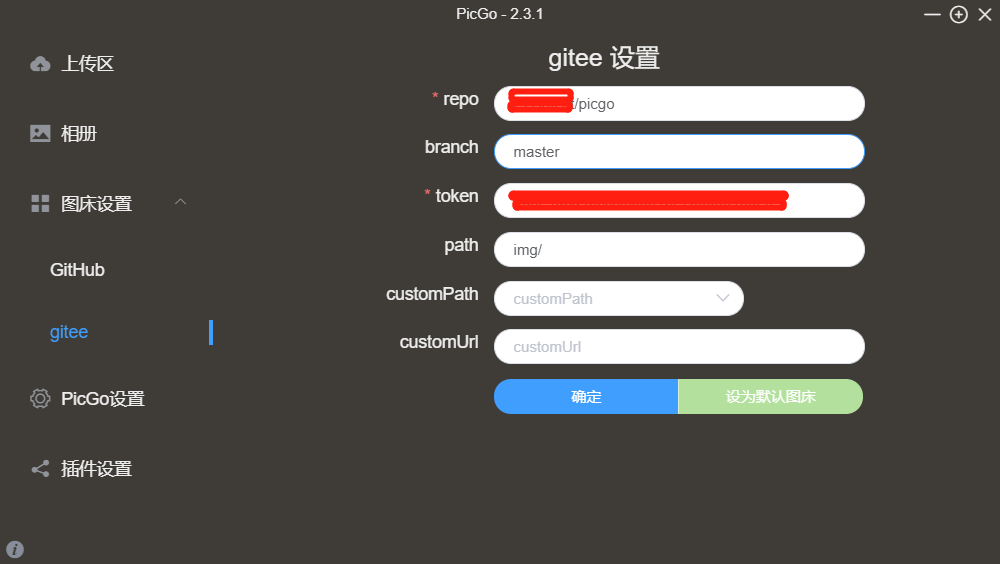 PicGo - 2.3.1
上传区
相册
图床设置
GitHub
gitee
PicGo设置
插件设置
gitee 设置
* repo
/picgo
branch
master
* token
path
img/
customPath
customPath
customUrl
customUrl
确定
设为默认图床